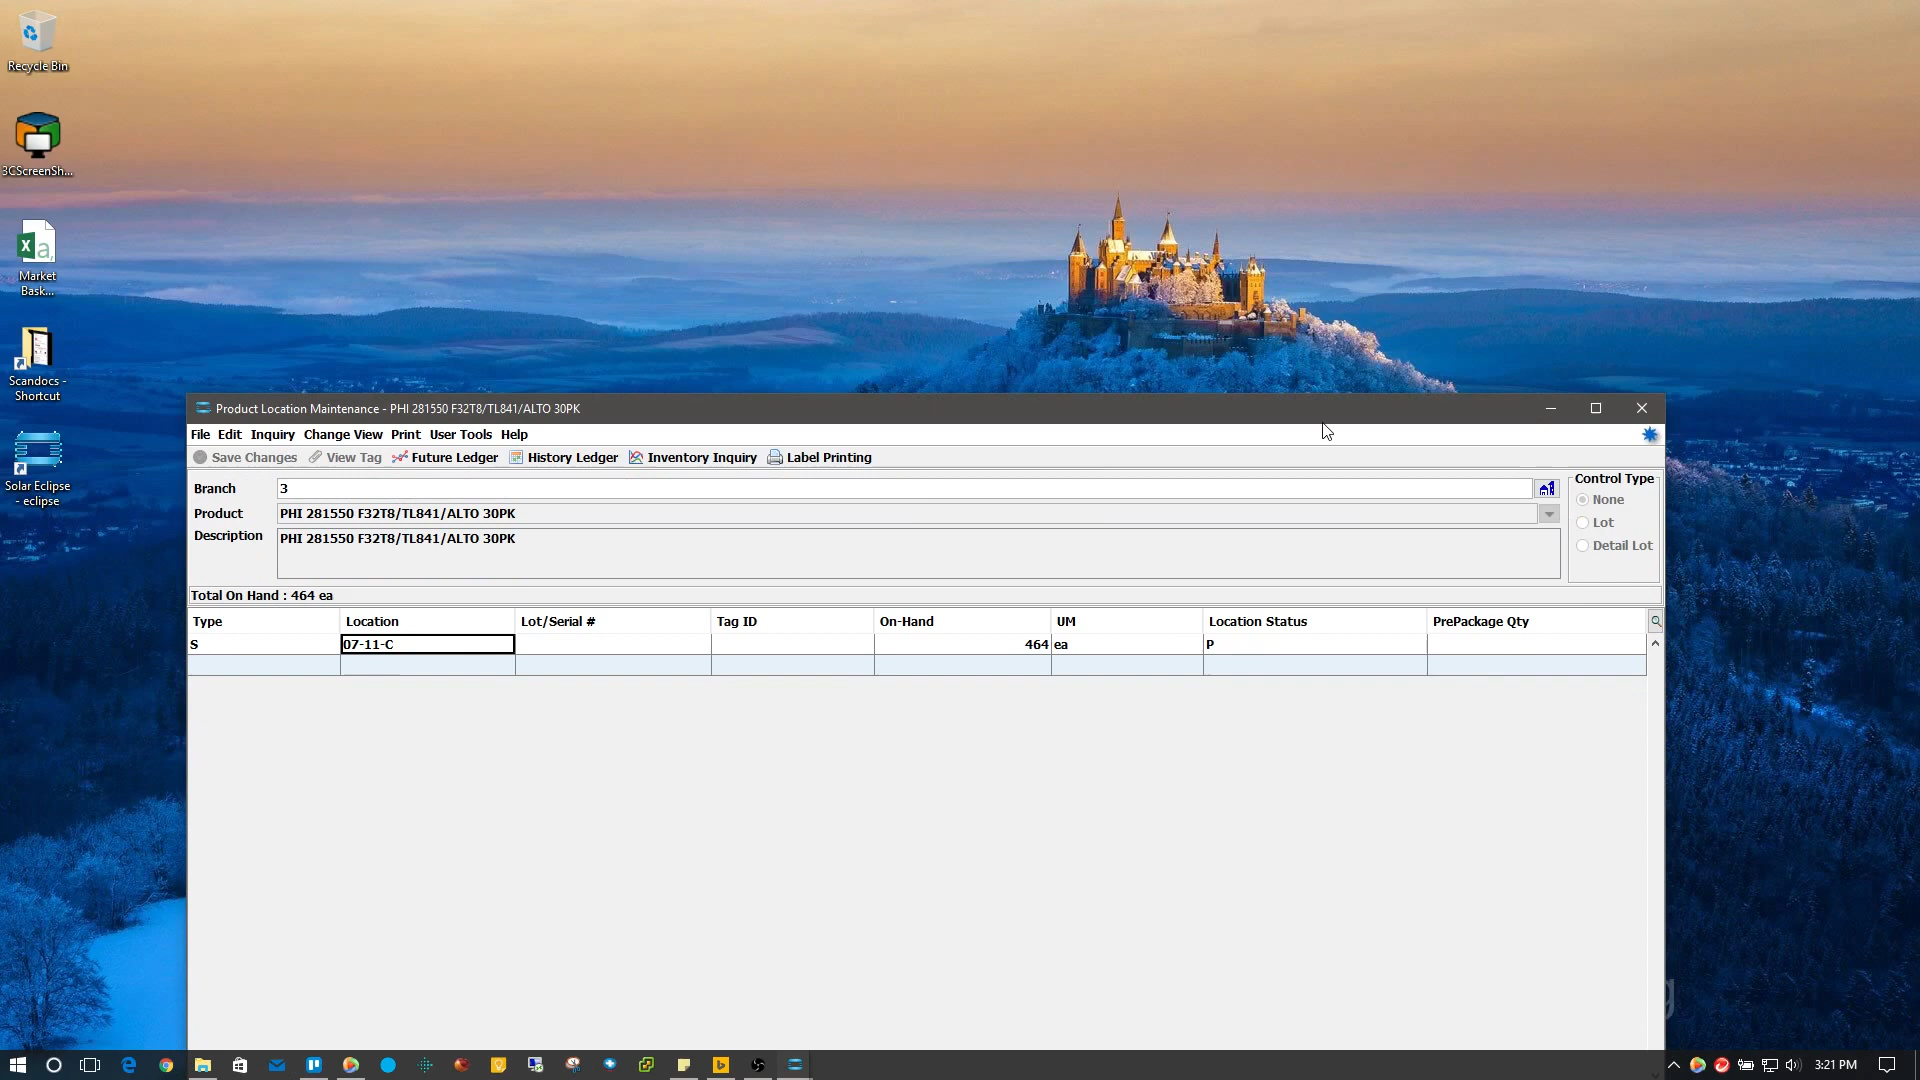 Recycle Bin
3CScreenSh...
Market
Bask...
Scandocs -
Shortcut
Solar Eclipse
- eclipse
Product Location Maintenance - PHI 281550 F32T8/TL841/ALTO 30PK
File Edit Inquiry Change View Print User Tools Help
Save Changes View Tag Future Ledger History Ledger Inventory Inquiry Label Printing
Branch 3
Product PHI 281550 F32T8/TL841/ALTO 30PK
Description PHI 281550 F32T8/TL841/ALTO 30PK
Control Type
None
Lot
Detail Lot
Total On Hand : 464 ea
Type Location Lot/Serial # Tag ID On-Hand UM Location Status PrePackage Qty
S 07-11-C 464 ea P
3:21 PM